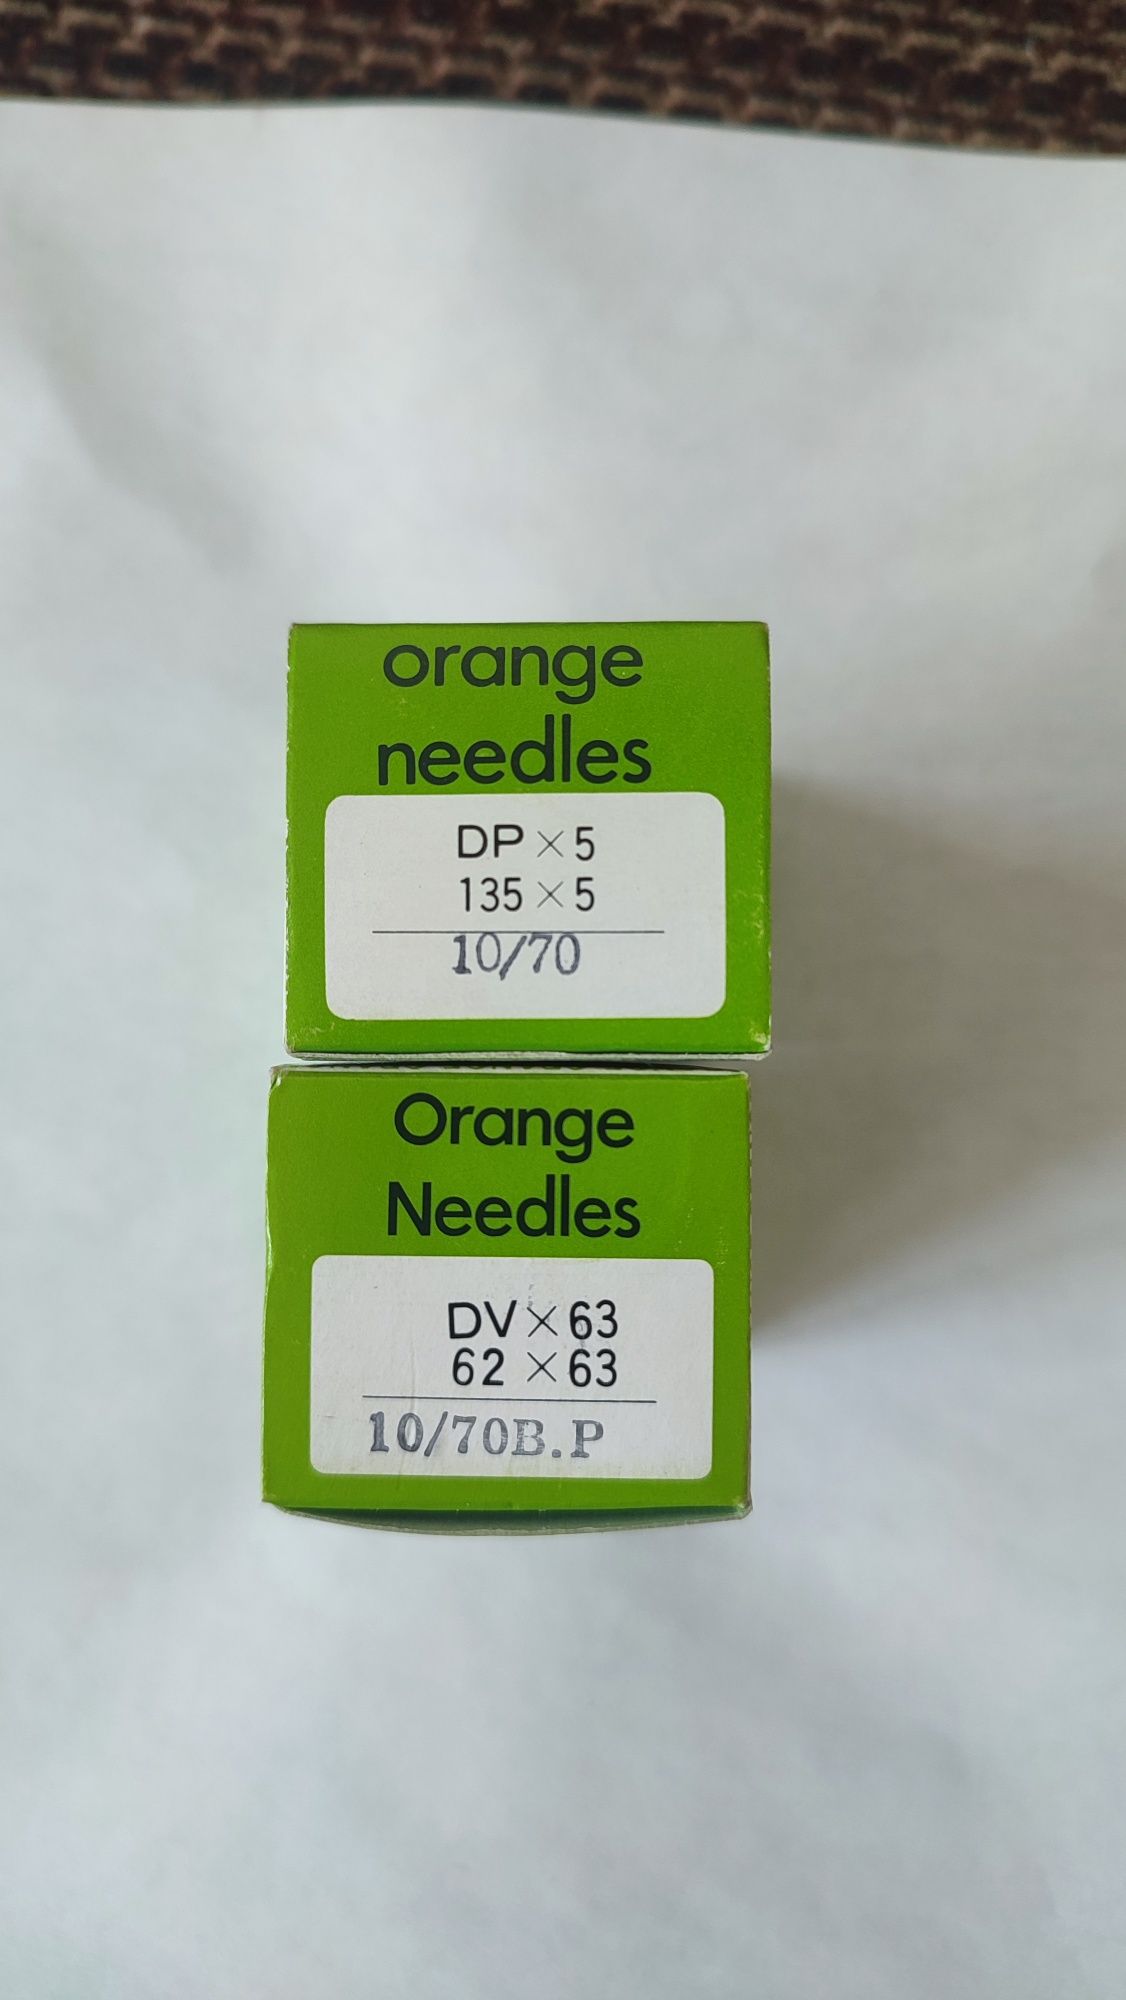 orange
needles
DP × 5
135 × 5
10/70
Orange
Needles
DV × 63
62 × 63
10/70B.P